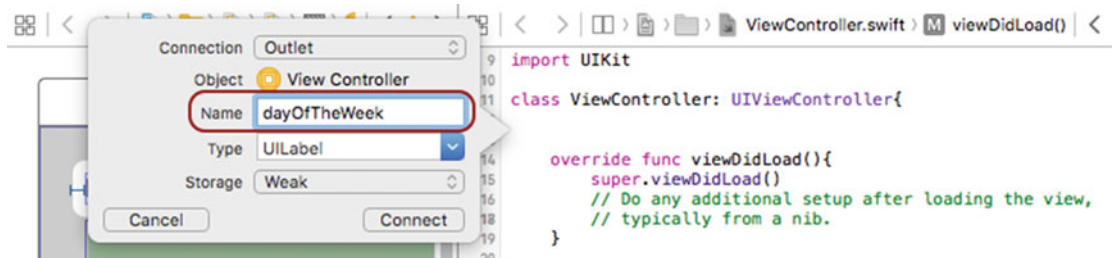 ViewController.swift
M viewDidLoad()
Connection Outlet
Object View Controller
Name dayOfTheWeek
Type UILabel
Storage Weak
Cancel Connect
9 import UIKit
10
11 class ViewController: UIViewController{
14 override func viewDidLoad(){
15 super.viewDidLoad()
16 // Do any additional setup after loading the view,
18 // typically from a nib.
19 }
20